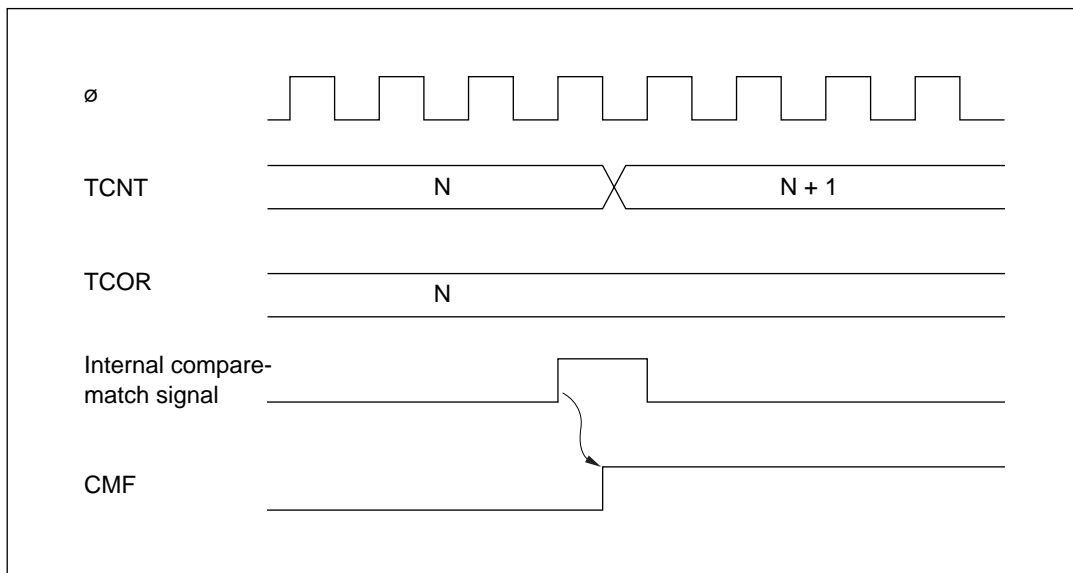 ø
TCNT
N
N + 1
TCOR
N
Internal compare-
match signal
CMF